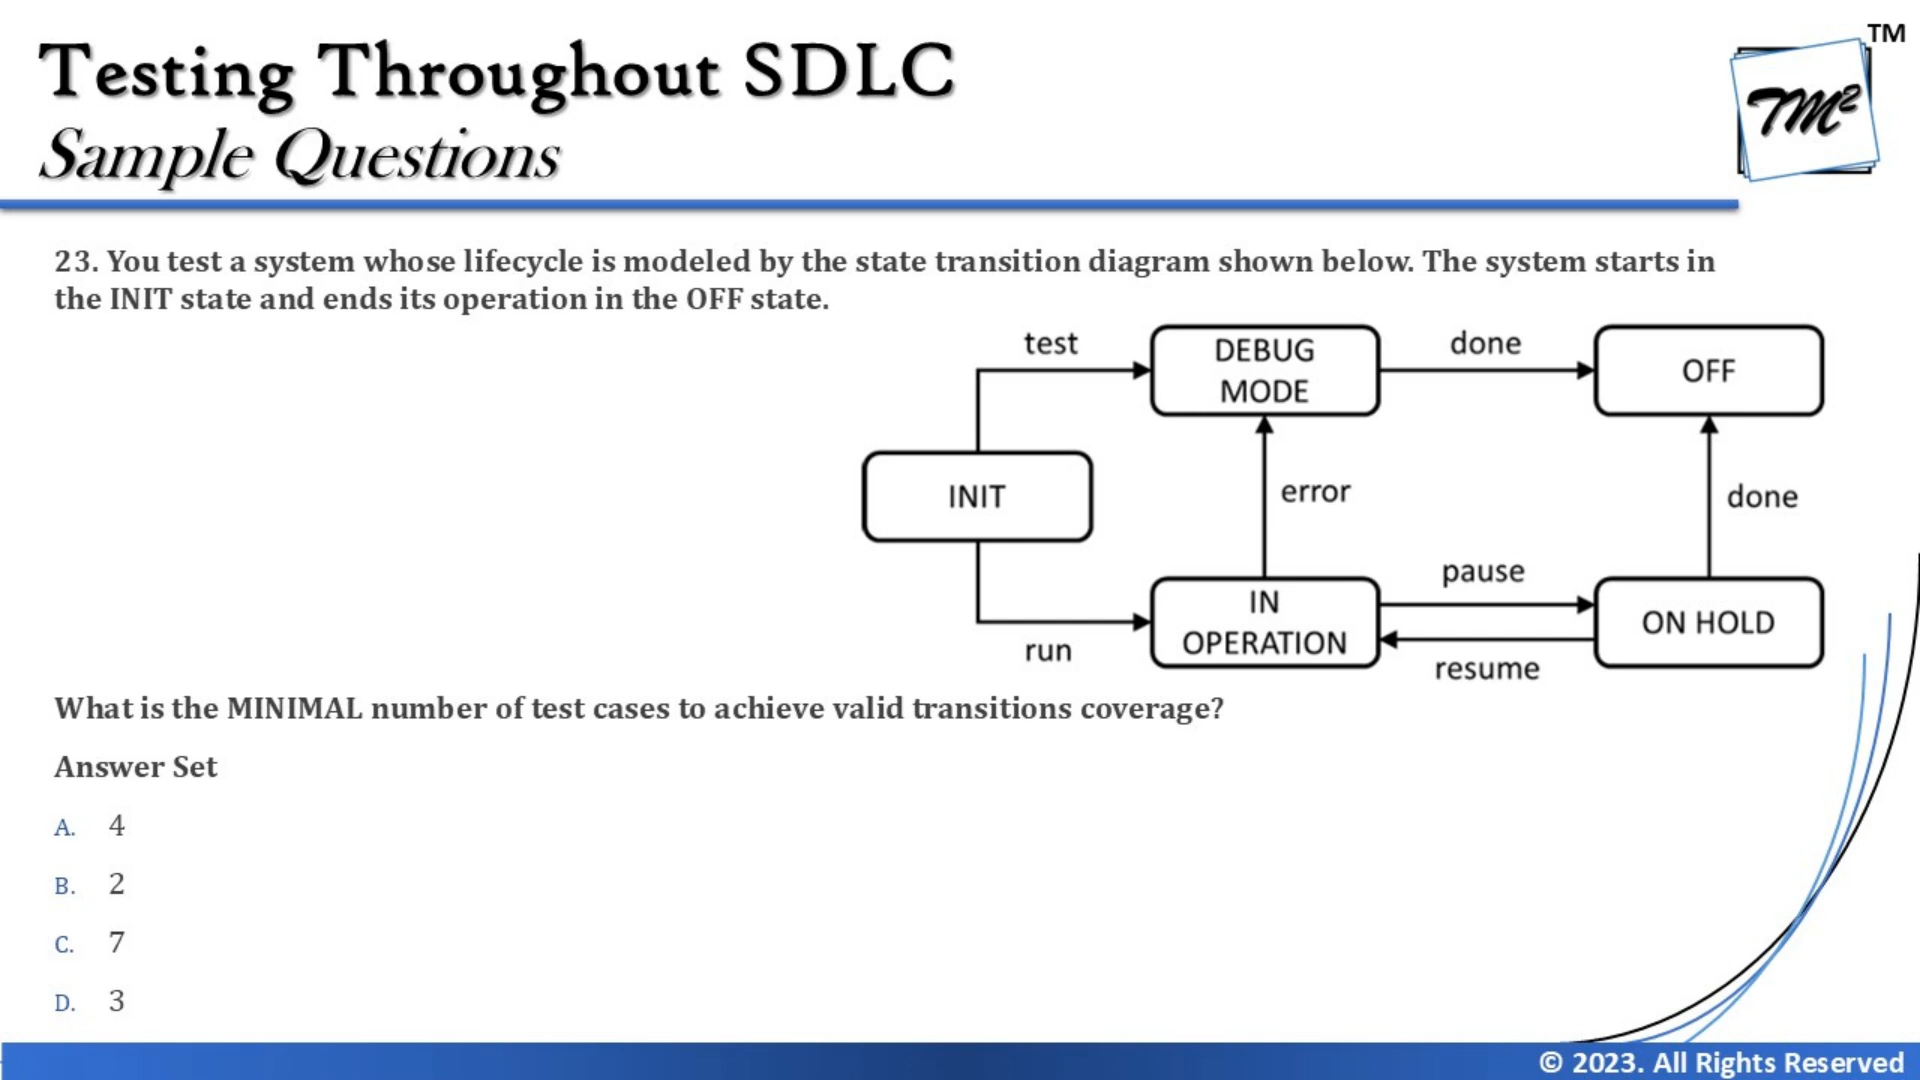 Testing Throughout SDLC
Sample Questions
TM
TM²
23. You test a system whose lifecycle is modeled by the state transition diagram shown below. The system starts in
the INIT state and ends its operation in the OFF state.
test
DEBUG
MODE
done
OFF
INIT
error
done
run
IN
OPERATION
pause
resume
ON HOLD
What is the MINIMAL number of test cases to achieve valid transitions coverage?
Answer Set
A. 4
B. 2
C. 7
D. 3
© 2023. All Rights Reserved